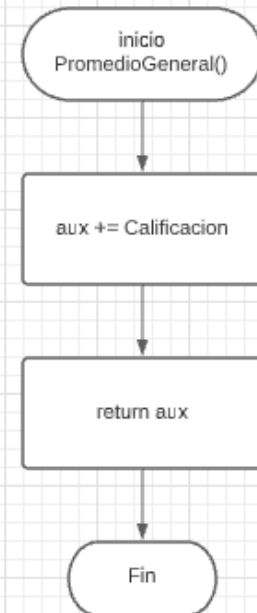 inicio
PromedioGeneral()
aux += Calificacion
return aux
Fin